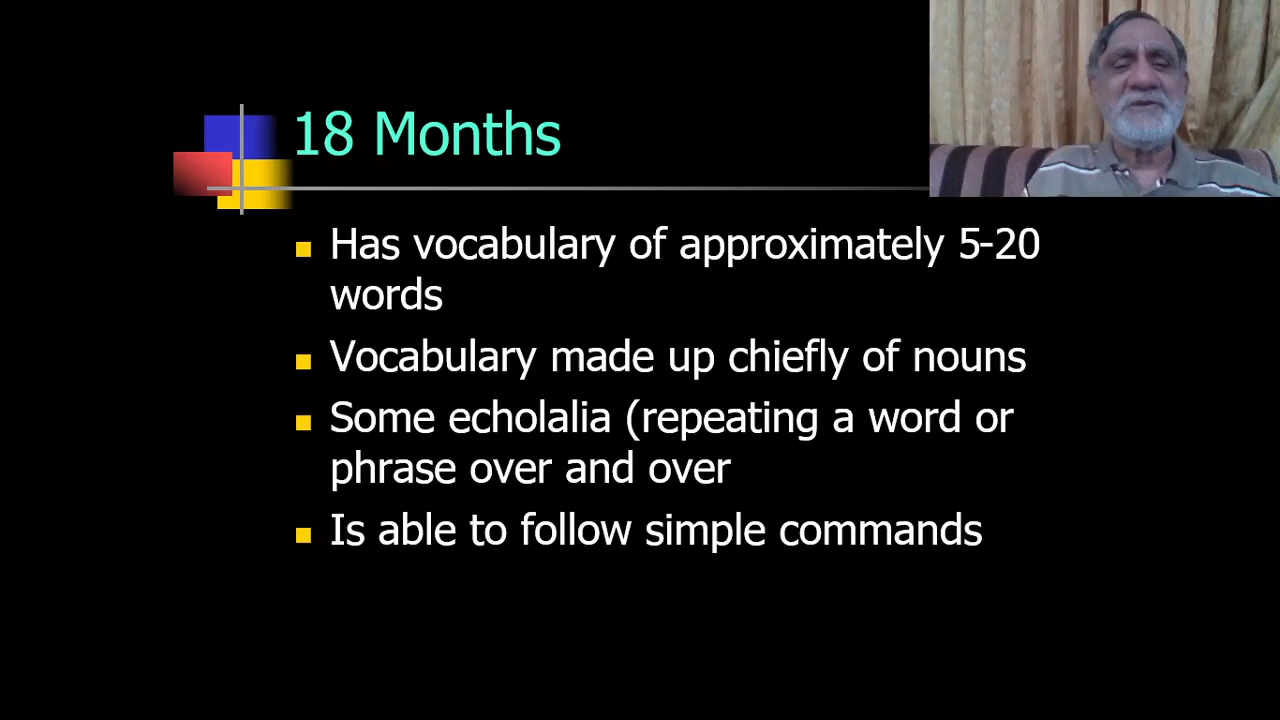 18 Months
Has vocabulary of approximately 5-20
words
Vocabulary made up chiefly of nouns
Some echolalia (repeating a word or
phrase over and over
Is able to follow simple commands